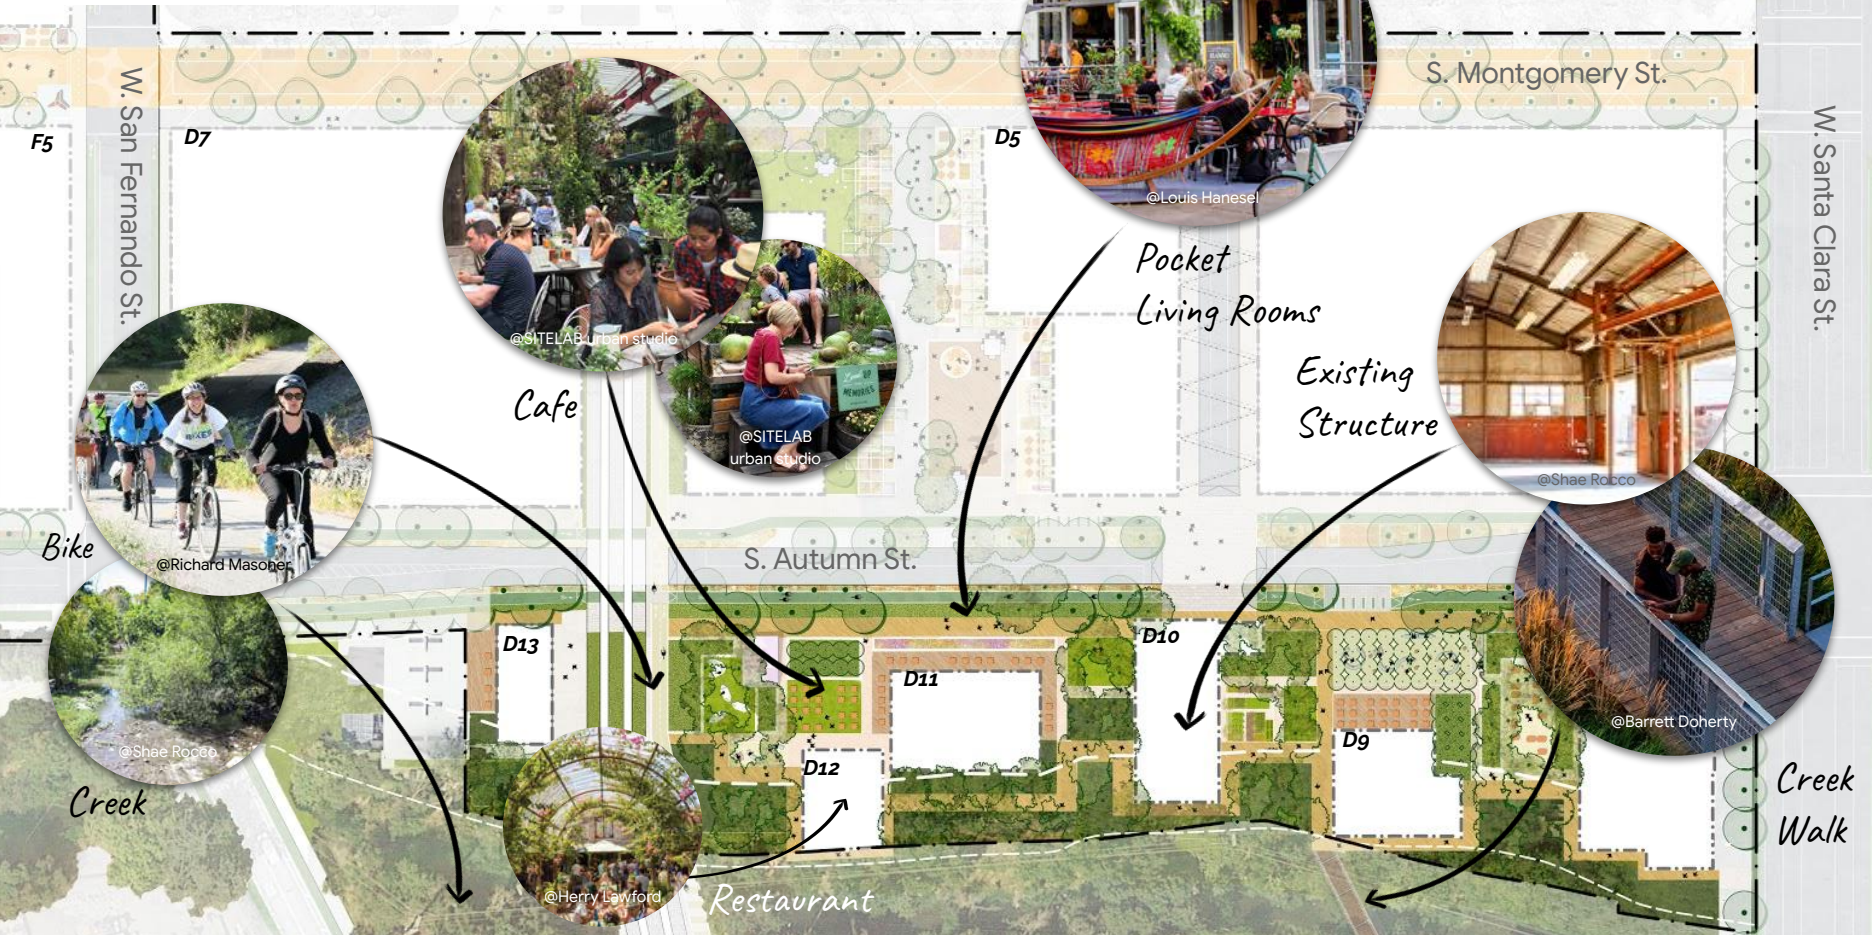 S. Montgomery St.
W. San Fernando St.
W. Santa Clara St.
F5
D7
D5
@Louis Hanesel
Pocket
Living Rooms
@SITELAB urban studio
Cafe
MEMORIES
@SITELAB
urban studio
Existing
Structure
@Shae Rocco
Bike
@Richard Masoner
S. Autumn St.
D13
D10
D11
D9
D12
@Barrett Doherty
@Shae Rocco
Creek
Creek
Walk
@Herry Lawford
Restaurant